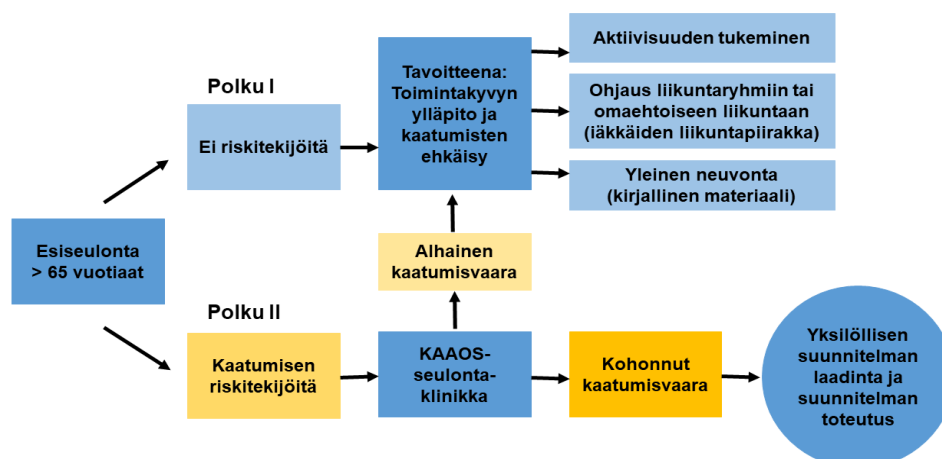 Esiseulonta
> 65 vuotiaat
Polku I
Ei riskitekijöitä
Tavoitteena:
Toimintakyvyn
ylläpito ja
kaatumisten
ehkäisy
Aktiivisuuden tukeminen
Ohjaus liikuntaryhmiin tai
omaehtoiseen liikuntaan
(iäkkäiden liikuntapiirakka)
Yleinen neuvonta
(kirjallinen materiaali)
Alhainen
kaatumisvaara
Polku II
Kaatumisen
riskitekijöitä
KAAOS-
seulonta-
klinikka
Kohonnut
kaatumisvaara
Yksilöllisen
suunnitelman
laadinta ja
suunnitelman
toteutus